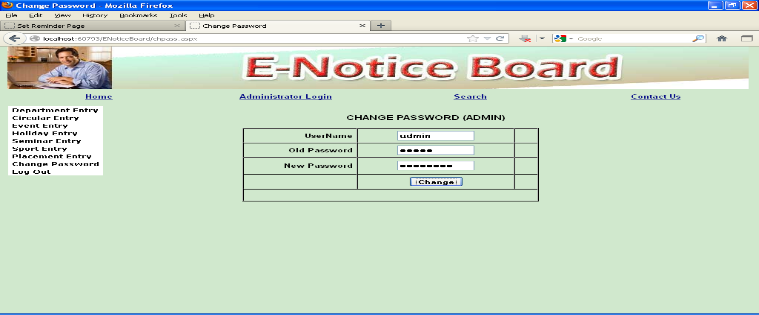 Change Password - Mozilla Firefox
File Edit View History Bookmarks Tools Help
Set Reminder Page Change Password
localhost:60793/ENoticeBoard/chpass.aspx Google
E-Notice Board
Home Administrator Login Search Contact Us
Department Entry
Circular Entry
Event Entry
Holiday Entry
Seminar Entry
Sport Entry
Placement Entry
Change Password
Log Out
CHANGE PASSWORD (ADMIN)
UserName udmin
Old Password •••••
New Password ••••••••
Change